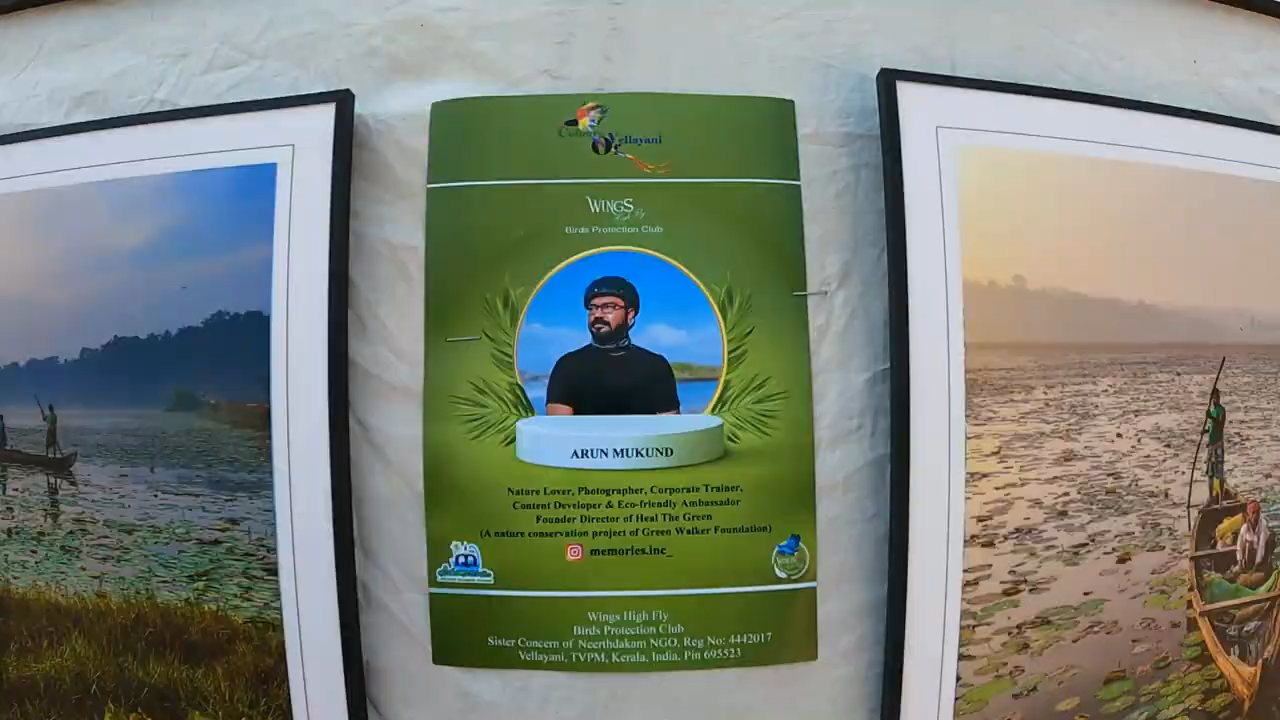 Vellayani
WINGS
Birds Protection Club
ARUN MUKUND
Nature Lover, Photographer, Corporate Trainer,
Content Developer & Eco-friendly Ambassador
Founder Director of Heal The Green
(A nature conservation project of Green Walker Foundation)
memories.inc_
Wings High Fly
Birds Protection Club
Sister Concern of Neerthdakam NGO, Reg No: 4442017
Vellayani, TVPM, Kerala, India, Pin 695523